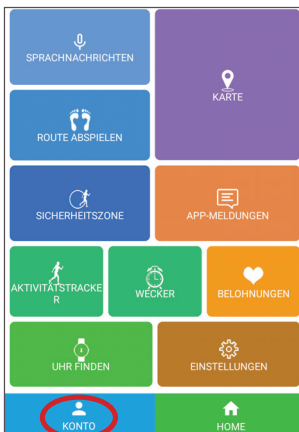 SPRACHNACHRICHTEN
KARTE
ROUTE ABSPIELEN
SICHERHEITSZONE
APP-MELDUNGEN
AKTIVITÄTSTRACKE
R
WECKER
BELOHNUNGEN
UHR FINDEN
EINSTELLUNGEN
KONTO
HOME